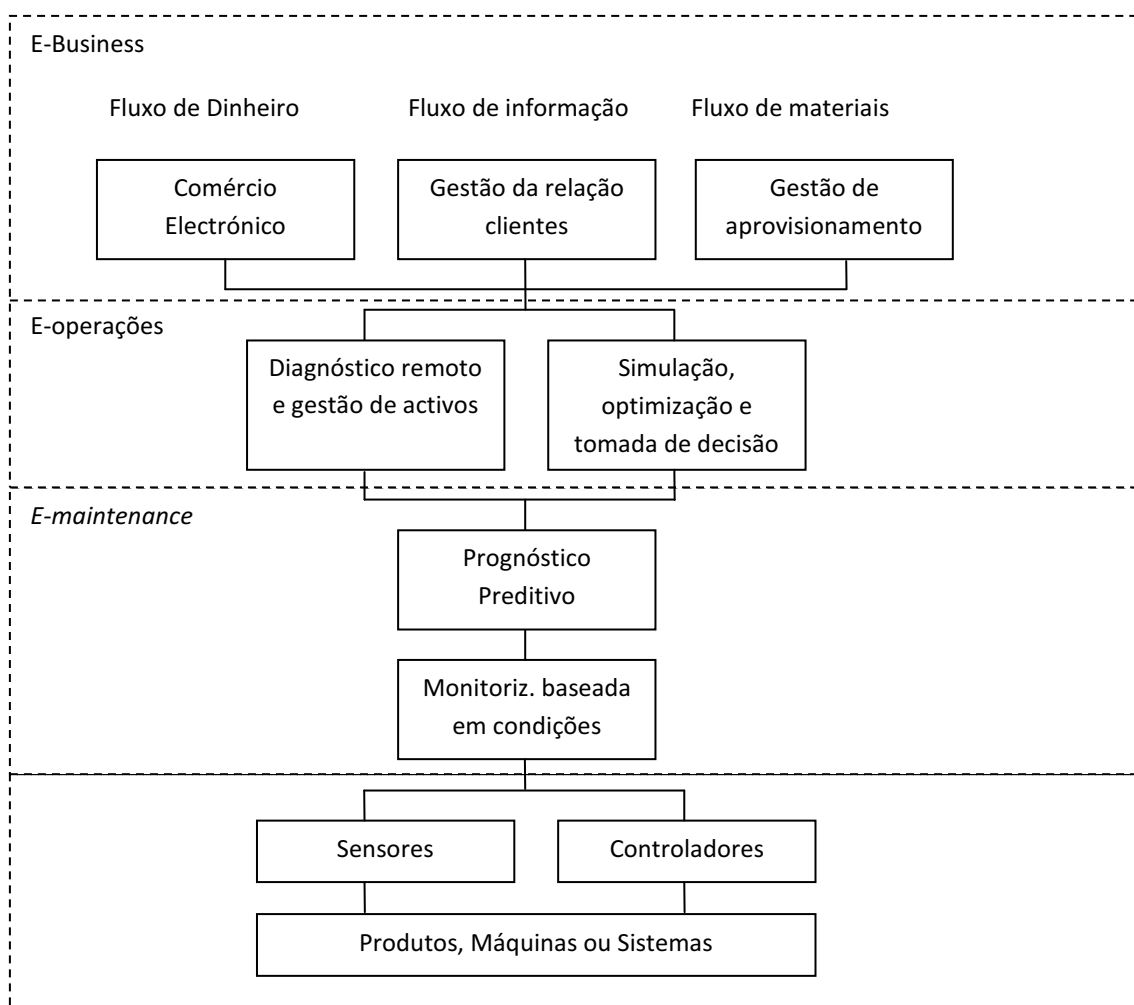 E-Business
Fluxo de Dinheiro
Fluxo de informação
Fluxo de materiais
Comércio
Electrónico
Gestão da relação
clientes
Gestão de
aprovisionamento
E-operações
Diagnóstico remoto
e gestão de activos
Simulação,
optimização e
tomada de decisão
E-maintenance
Prognóstico
Preditivo
Monitoriz. baseada
em condições
Sensores
Controladores
Produtos, Máquinas ou Sistemas